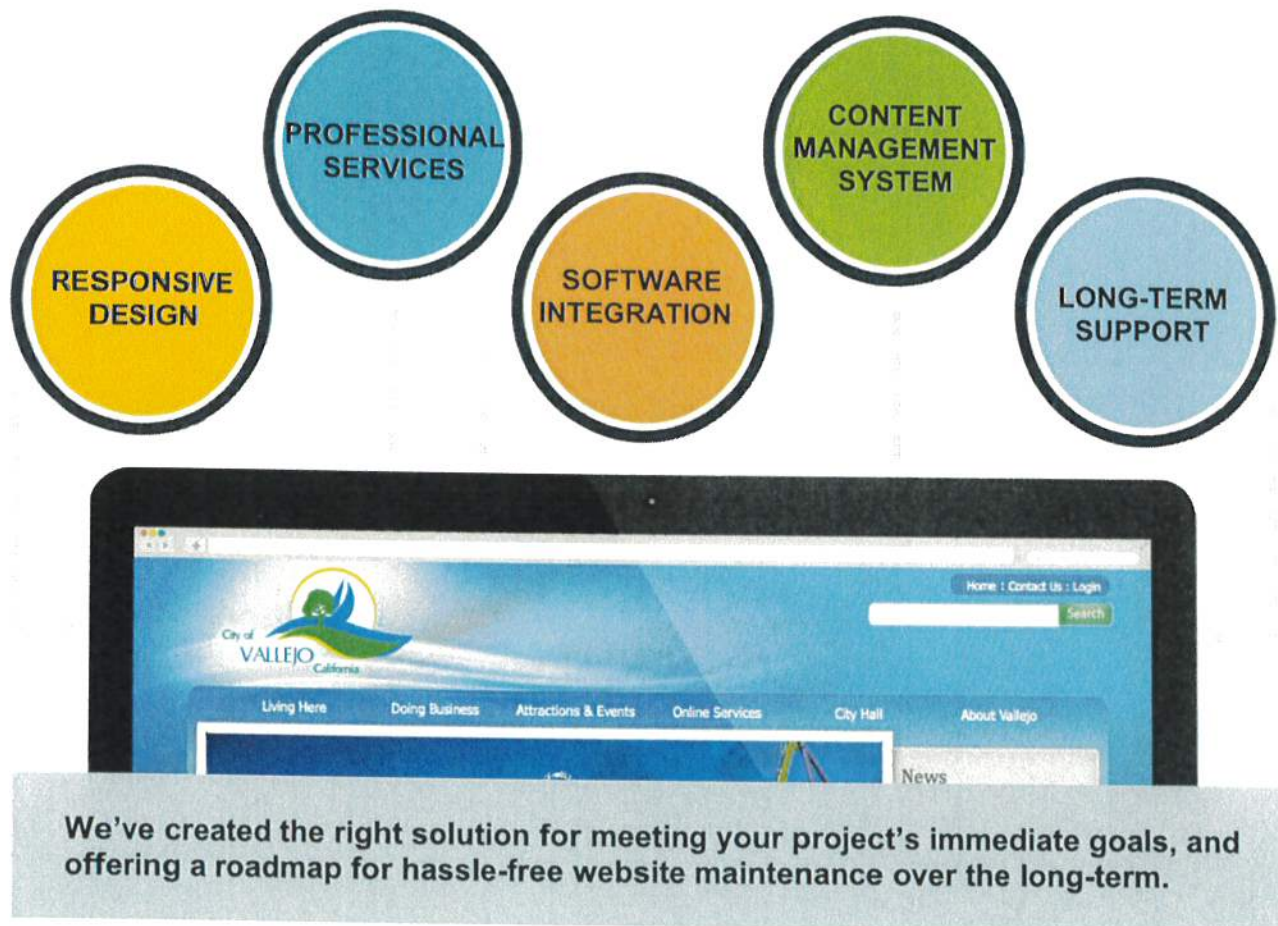 RESPONSIVE
DESIGN
PROFESSIONAL
SERVICES
SOFTWARE
INTEGRATION
CONTENT
MANAGEMENT
SYSTEM
LONG-TERM
SUPPORT
City of
VALLEJO
California
Home : Contact Us : Login
Search
Living Here Doing Business Attractions & Events Online Services City Hall About Vallejo
News
We've created the right solution for meeting your project's immediate goals, and
offering a roadmap for hassle-free website maintenance over the long-term.